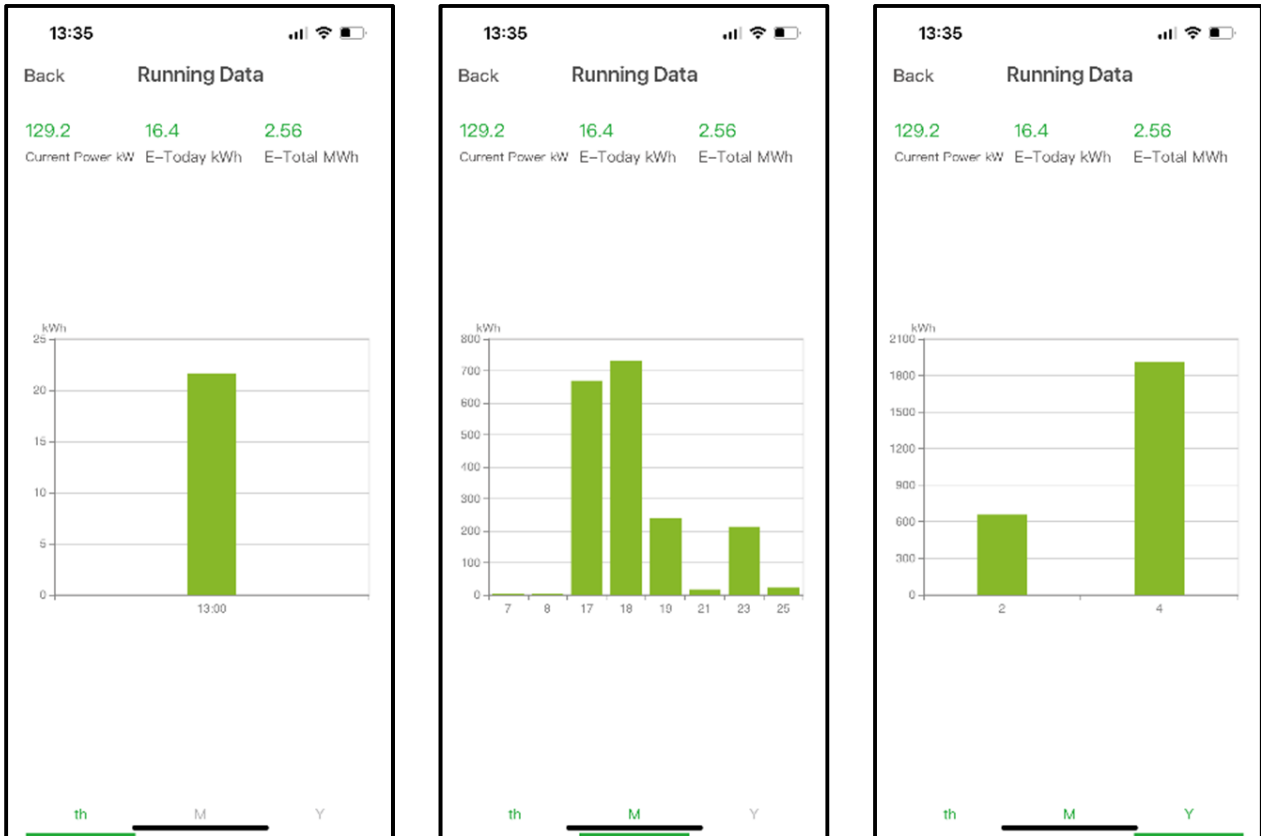 13:35
Back Running Data
129.2 16.4 2.56
Current Power kW E-Today kWh E-Total MWh
kWh
25
20
15
10
5
0
13:00
th M Y
13:35
Back Running Data
129.2 16.4 2.56
Current Power kW E-Today kWh E-Total MWh
kWh
800
700
600
500
400
300
200
100
0
7 8 17 18 19 21 23 25
th M Y
13:35
Back Running Data
129.2 16.4 2.56
Current Power kW E-Today kWh E-Total MWh
kWh
2100
1800
1500
1200
900
600
300
0
2 4
th M Y